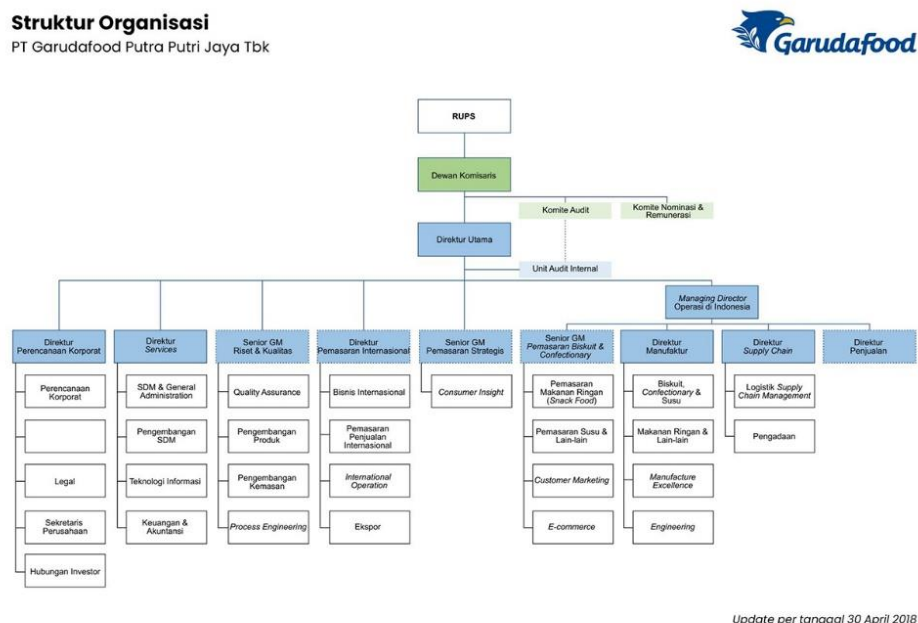 Struktur Organisasi
PT Garudafood Putra Putri Jaya Tbk
Garudafood
RUPS
Dewan Komisaris
Komite Audit
Komite Nominasi &
Remunerasi
Direktur Utama
Unit Audit Internal
Managing Director
Operasi di Indonesia
Direktur
Perencanaan Korporat
Direktur
Services
Senior GM
Riset & Kualitas
Direktur
Pemasaran Internasional
Senior GM
Pemasaran Strategis
Senior GM
Pemasaran Biskuit &
Confectionary
Direktur
Manufaktur
Direktur
Supply Chain
Direktur
Penjualan
Perencanaan
Korporat
Legal
Sekretaris
Perusahaan
Hubungan Investor
SDM & General
Administration
Pengembangan
SDM
Teknologi Informasi
Keuangan &
Akuntansi
Quality Assurance
Pengembangan
Produk
Pengembangan
Kemasan
Process Engineering
Bisnis Internasional
Pemasaran
Penjualan
Internasional
International
Operation
Ekspor
Consumer Insight
Pemasaran
Makanan Ringan
(Snack Food)
Pemasaran Susu &
Lain-lain
Customer Marketing
E-commerce
Biskuit,
Confectionary &
Susu
Makanan Ringan &
Lain-lain
Manufacture
Excellence
Engineering
Logistik Supply
Chain Management
Pengadaan
Update per tanggal 30 April 2018